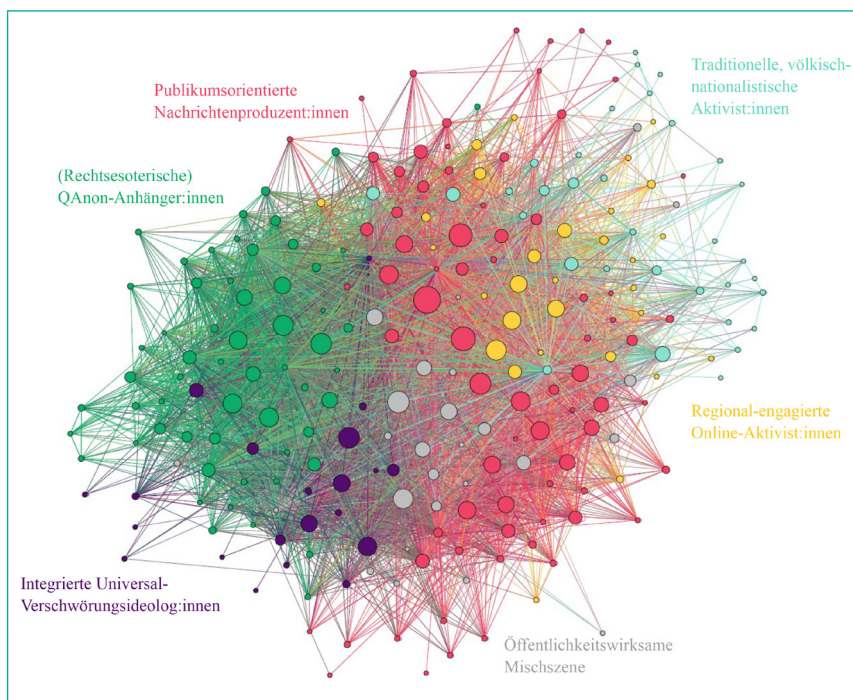 Traditionelle, völkisch-
nationalistische
Aktivist:innen
Publikumsorientierte
Nachrichtenproduzent:innen
(Rechtsesoterische)
QAnon-Anhänger:innen
Regional-engagierte
Online-Aktivist:innen
Integrierte Universal-
Verschwörungsideolog:innen
Öffentlichkeitswirksame
Mischszene